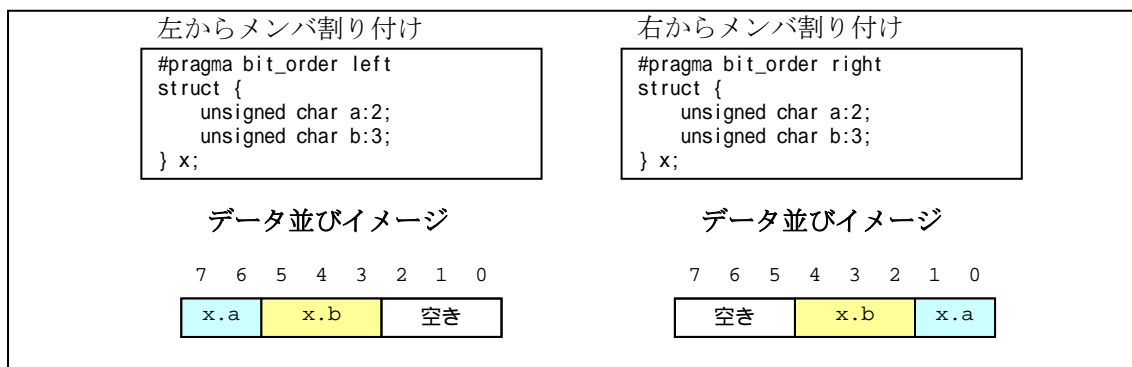 左からメンバ割り付け
#pragma bit_order left
struct {
unsigned char a:2;
unsigned char b:3;
} x;
データ並びイメージ
7 6 5 4 3 2 1 0
x.a x.b 空き
右からメンバ割り付け
#pragma bit_order right
struct {
unsigned char a:2;
unsigned char b:3;
} x;
データ並びイメージ
7 6 5 4 3 2 1 0
空き x.b x.a